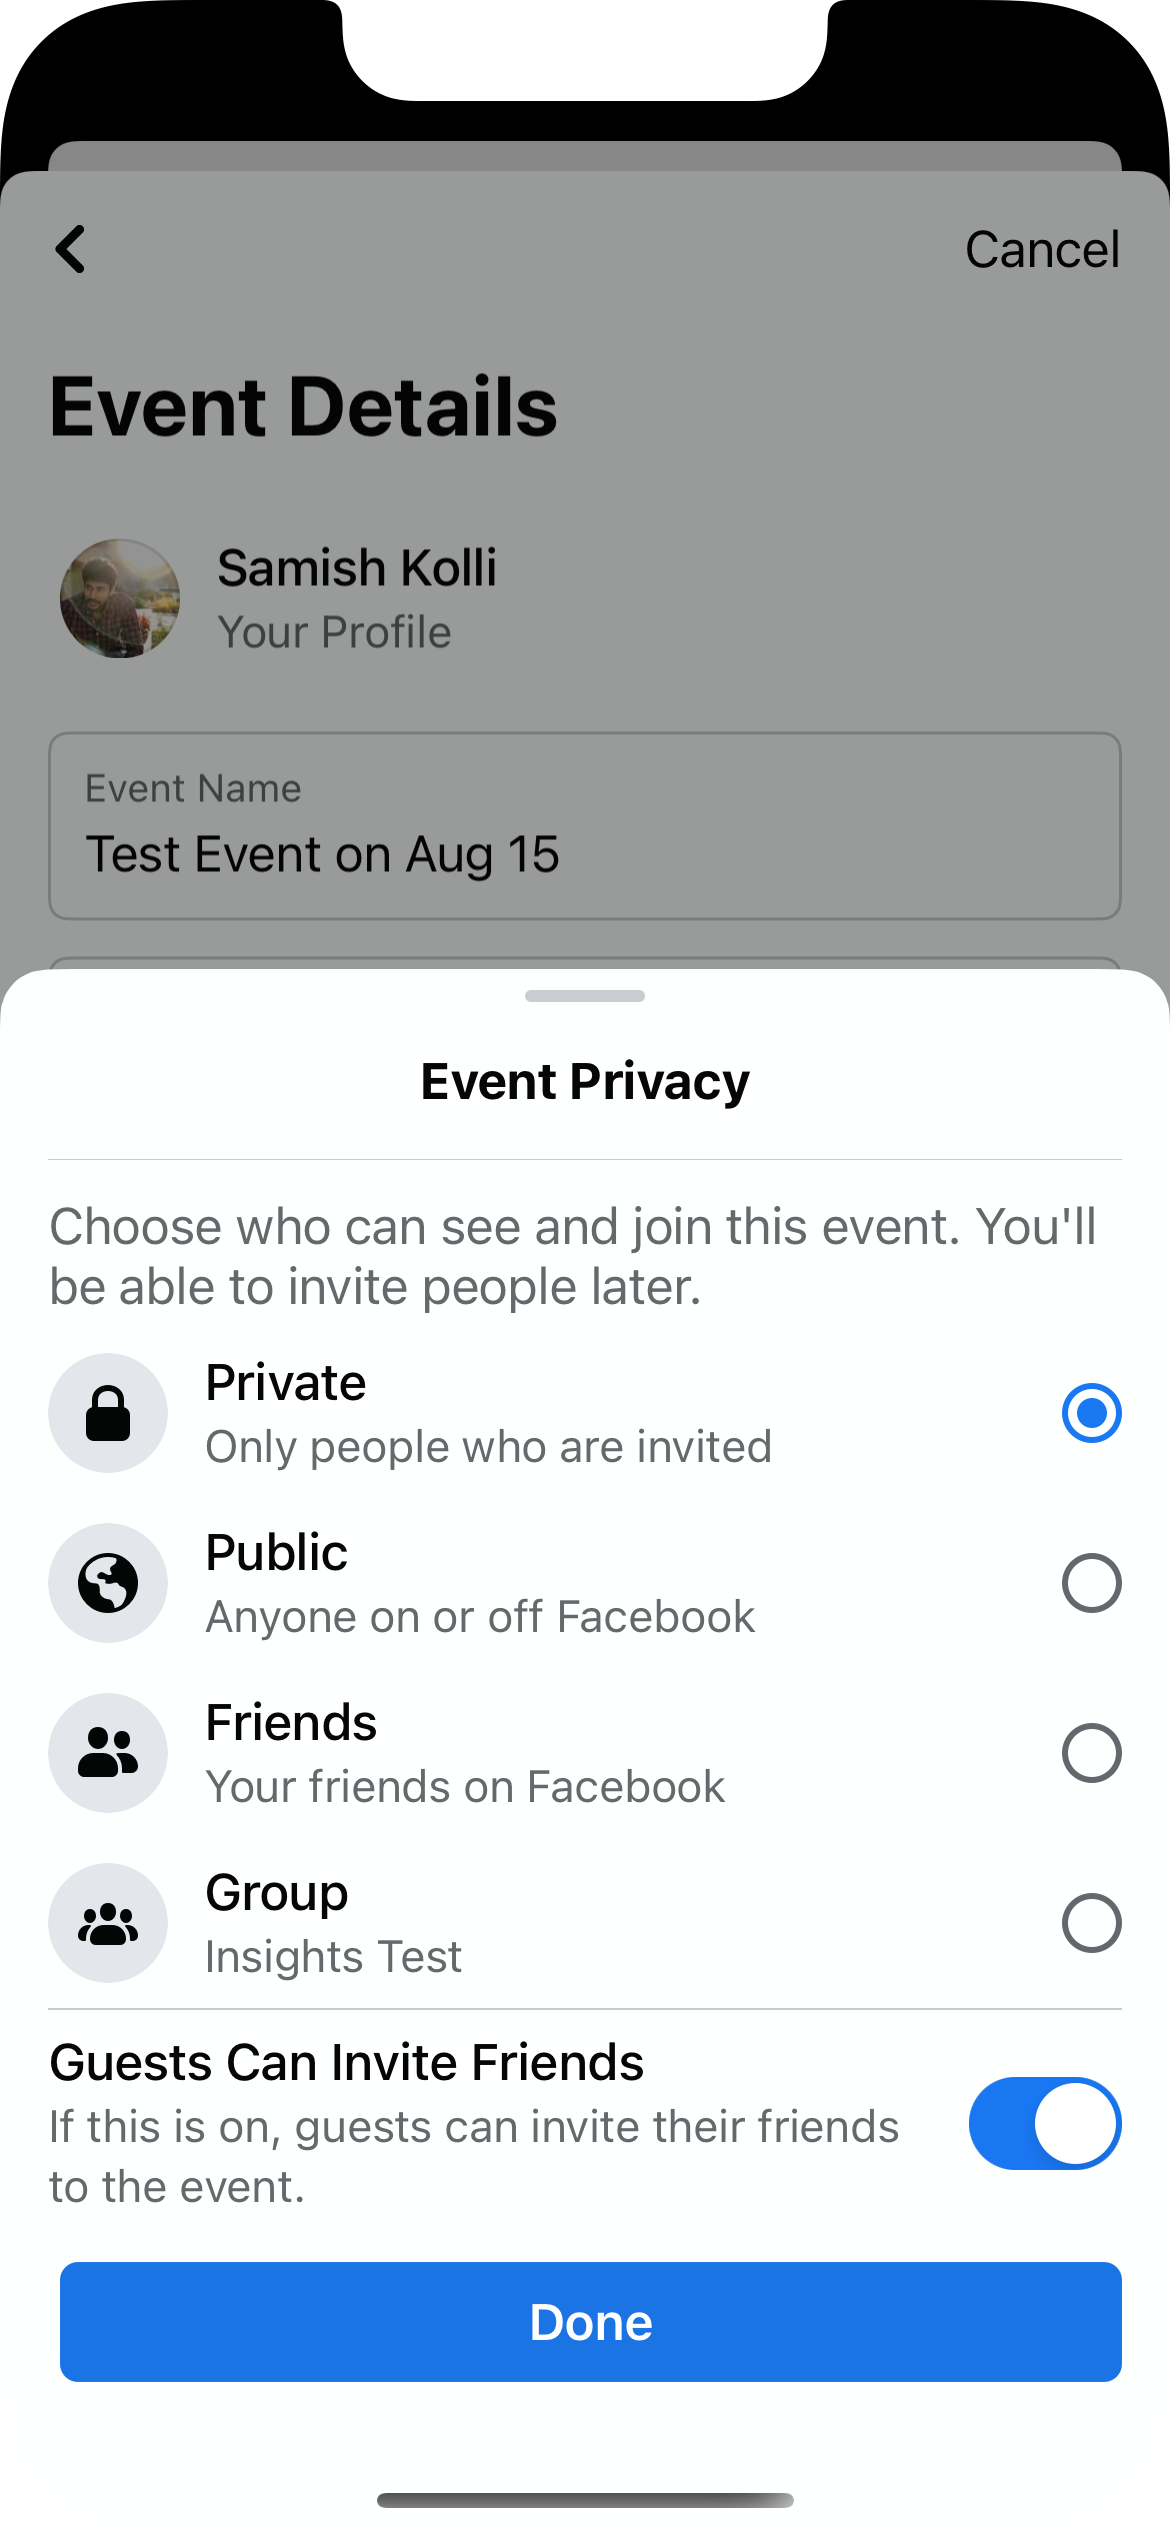 Cancel
Event Details
Samish Kolli
Your Profile
Event Name
Test Event on Aug 15
Event Privacy
Choose who can see and join this event. You'll
be able to invite people later.
Private
Only people who are invited
Public
Anyone on or off Facebook
Friends
Your friends on Facebook
Group
Insights Test
Guests Can Invite Friends
If this is on, guests can invite their friends
to the event.
Done